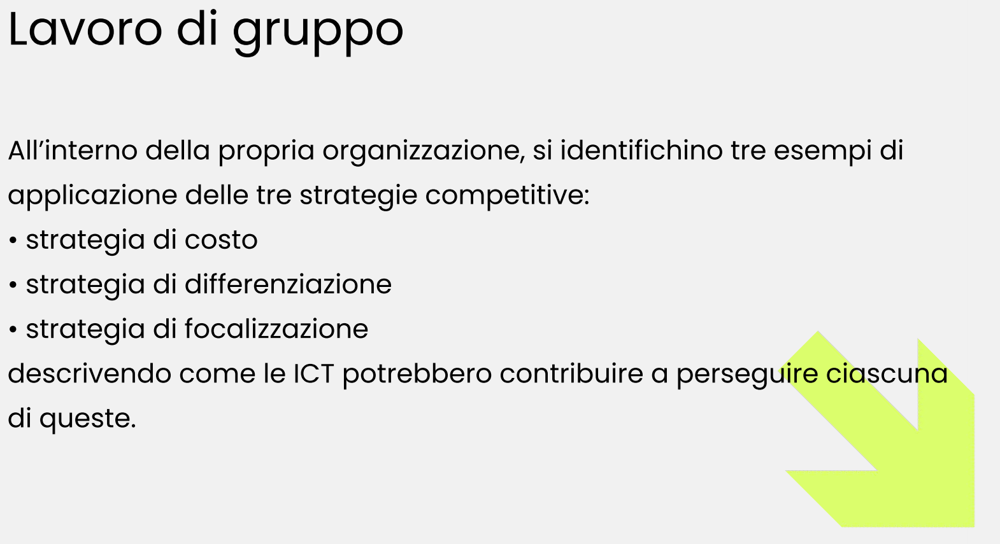 Lavoro di gruppo
All’interno della propria organizzazione, si identifichino tre esempi di
applicazione delle tre strategie competitive:
• strategia di costo
• strategia di differenziazione
• strategia di focalizzazione
descrivendo come le ICT potrebbero contribuire a perseguire ciascuna
di queste.